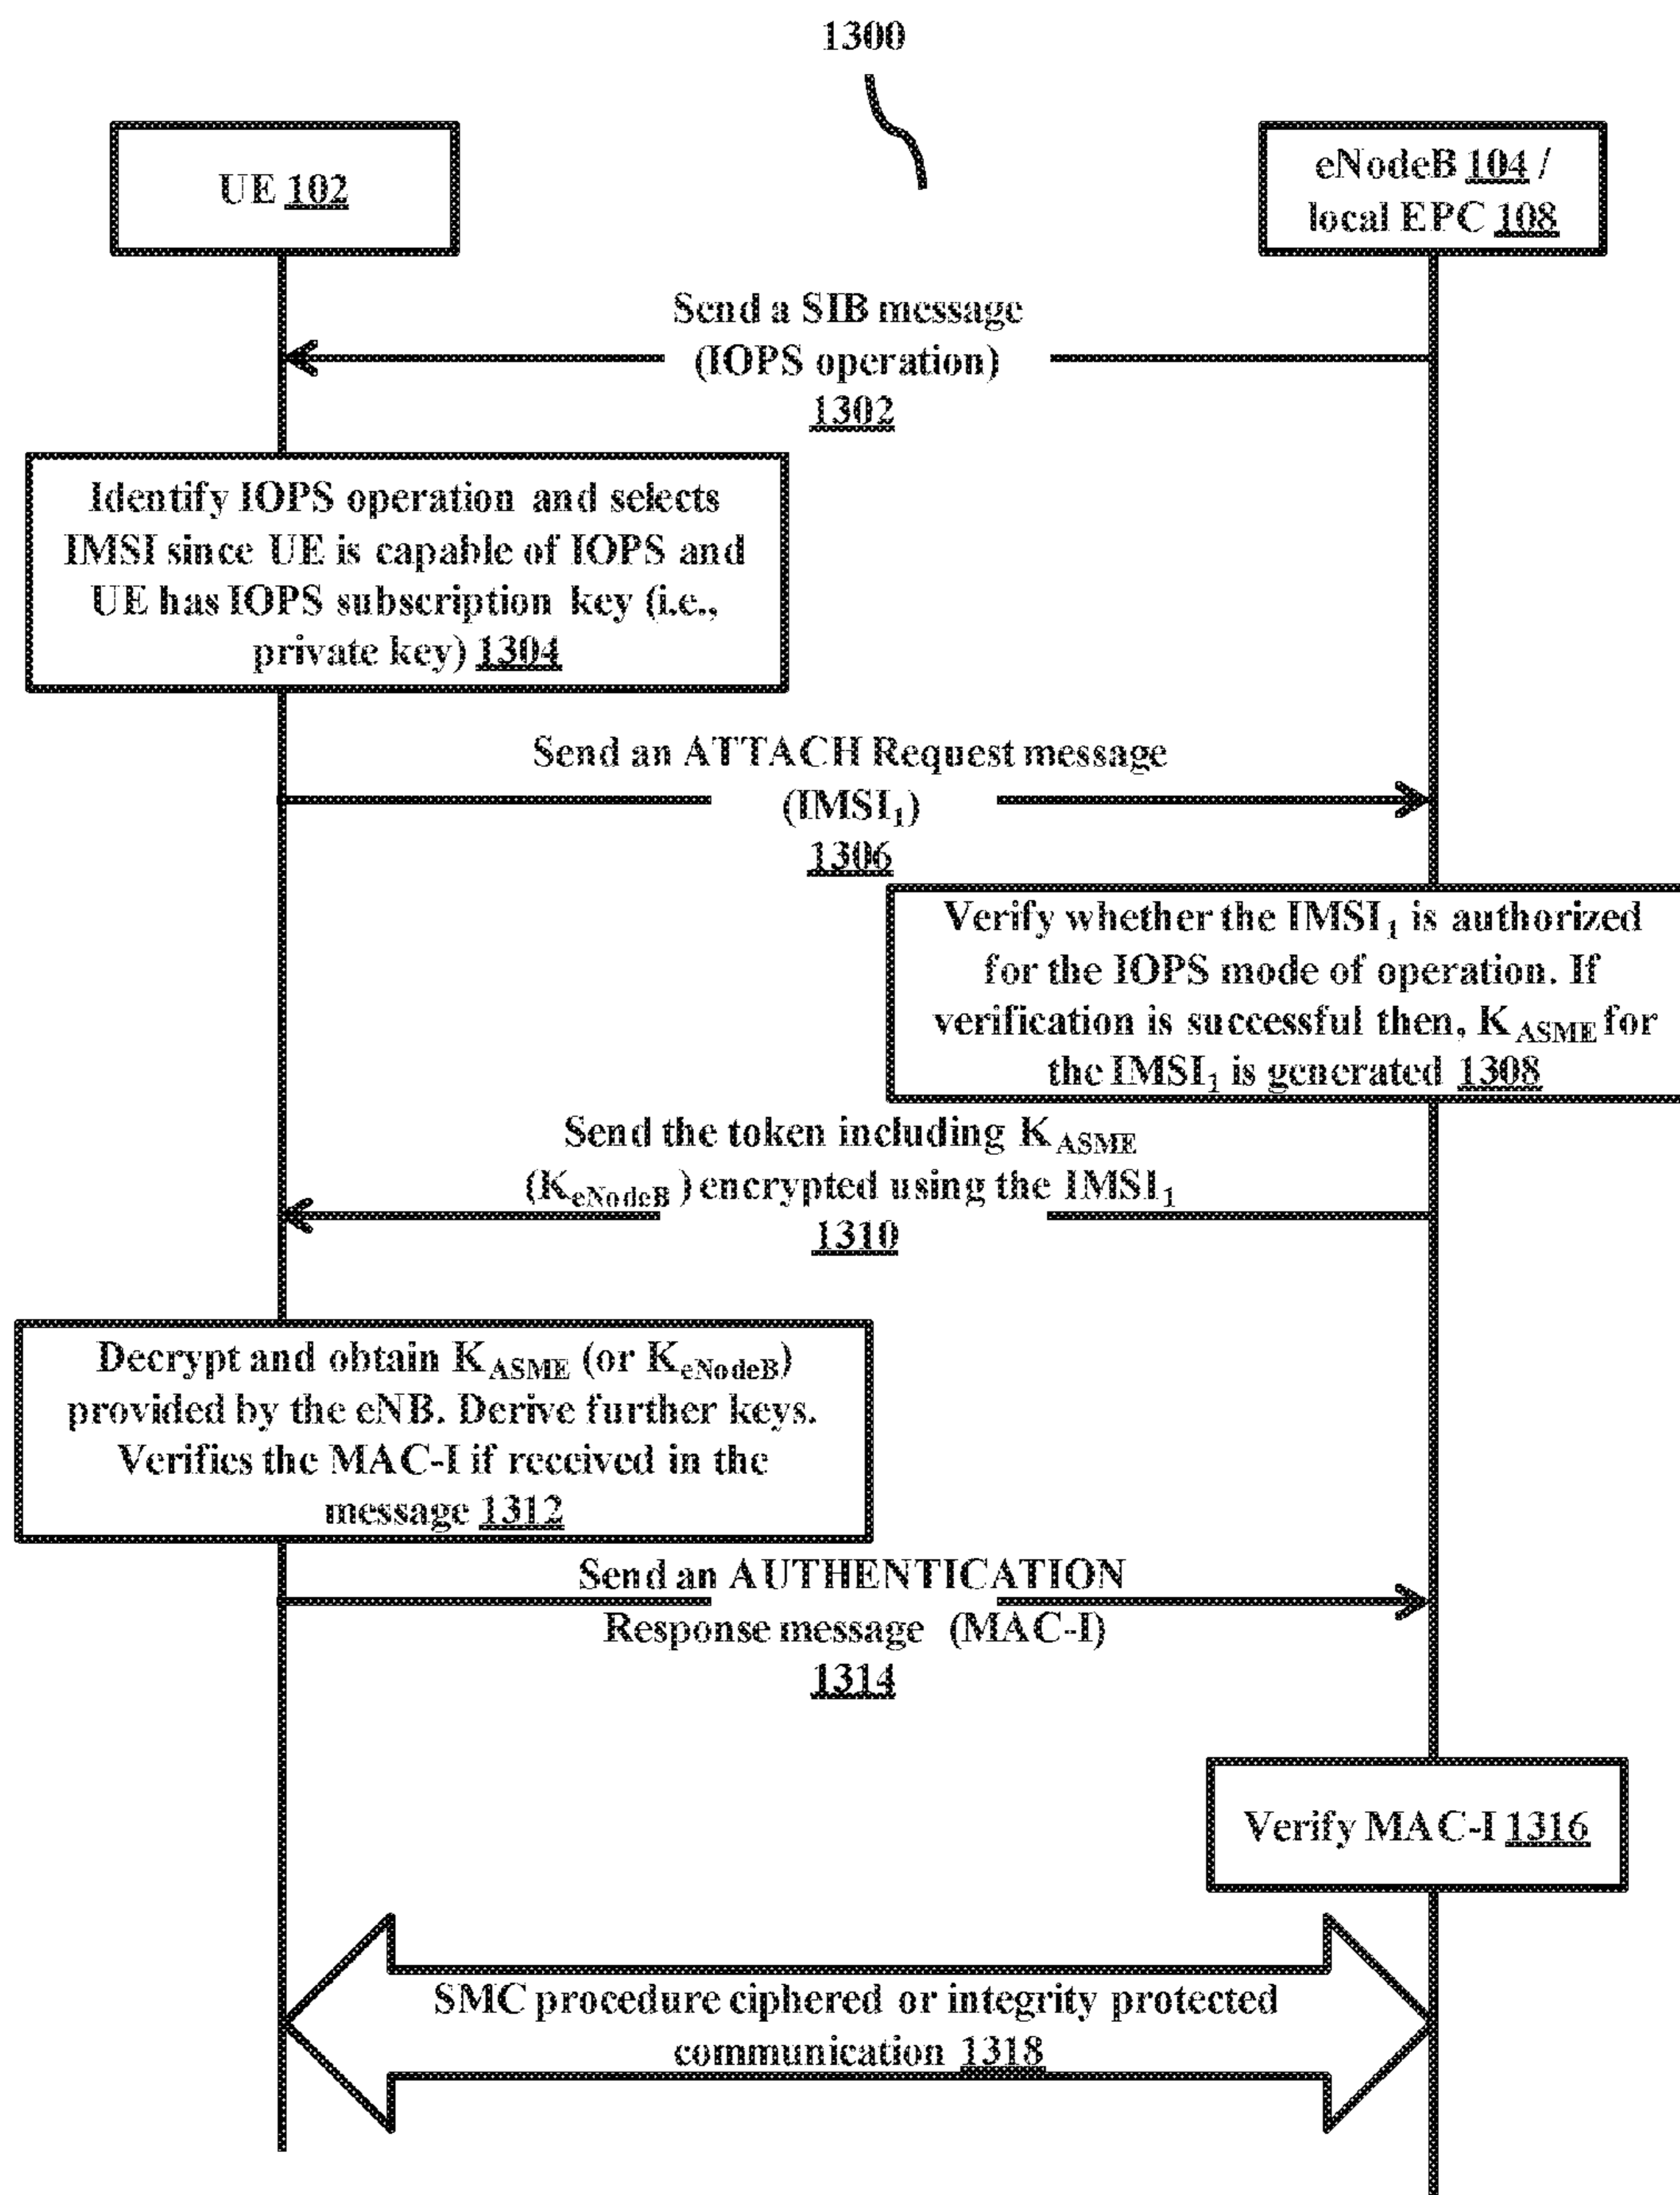 1300
UE 102
eNodeB 104 /
local EPC 108
Send a SIB message
(IOPS operation)
1302
Identify IOPS operation and selects
IMSI since UE is capable of IOPS and
UE has IOPS subscription key (i.e.,
private key) 1304
Send an ATTACH Request message
(IMSI₁)
1306
Verify whether the IMSI₁ is authorized
for the IOPS mode of operation. If
verification is successful then, K ASME for
the IMSI₁ is generated 1308
Send the token including K ASME
(KeNodeB ) encrypted using the IMSI₁
1310
Decrypt and obtain K ASME (or KeNodeB)
provided by the eNB. Derive further keys.
Verifies the MAC-I if received in the
message 1312
Send an AUTHENTICATION
Response message (MAC-I)
1314
Verify MAC-I 1316
SMC procedure ciphered or integrity protected
communication 1318